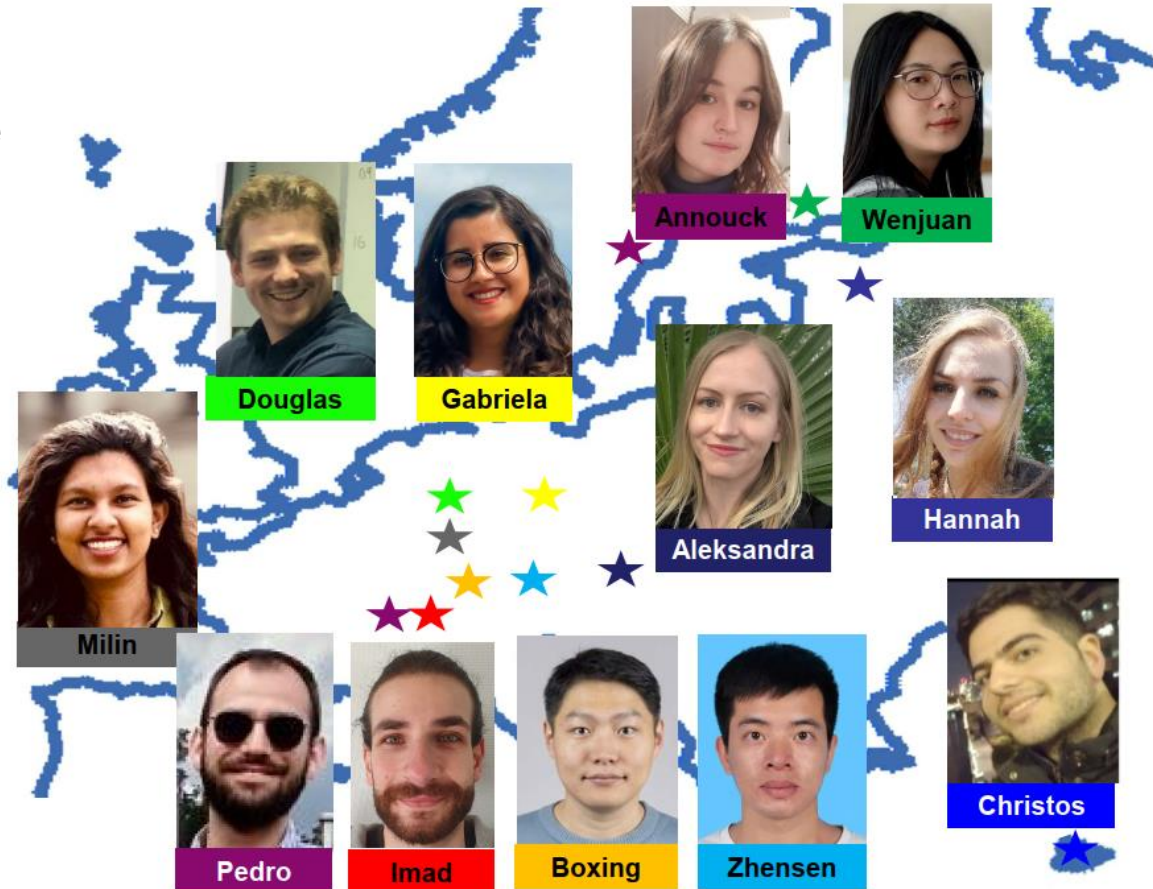 Annouck
Wenjuan
Douglas
Gabriela
Hannah
Aleksandra
Milin
Christos
Pedro
Imad
Boxing
Zhensen